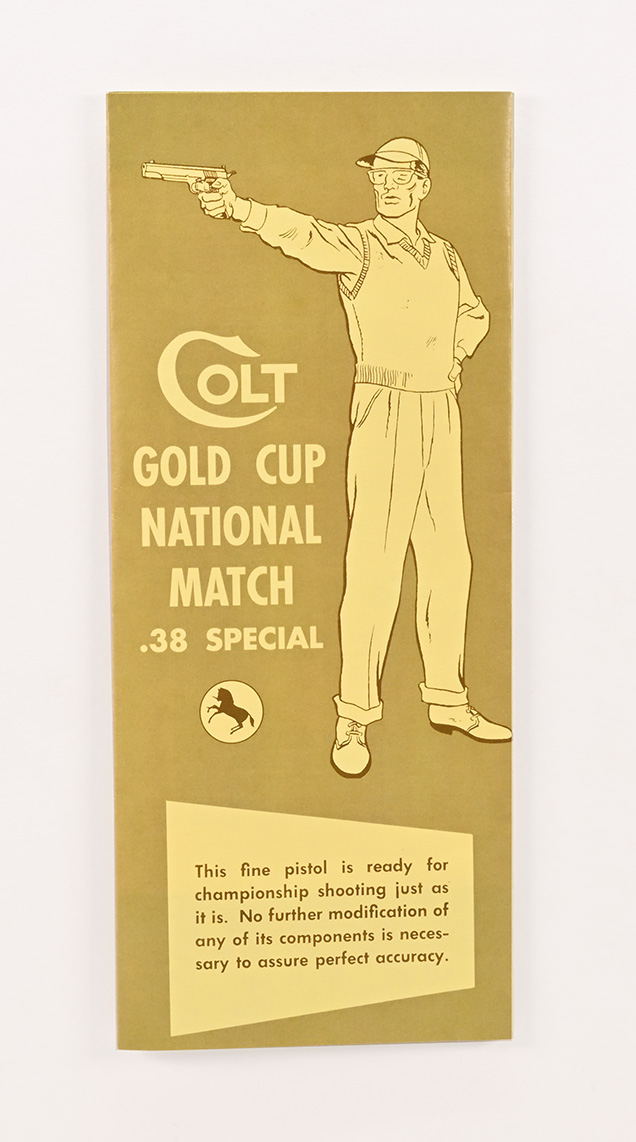 COLT
GOLD CUP
NATIONAL
MATCH
.38 SPECIAL
This fine pistol is ready for
championship shooting just as
it is. No further modification of
any of its components is neces-
sary to assure perfect accuracy.